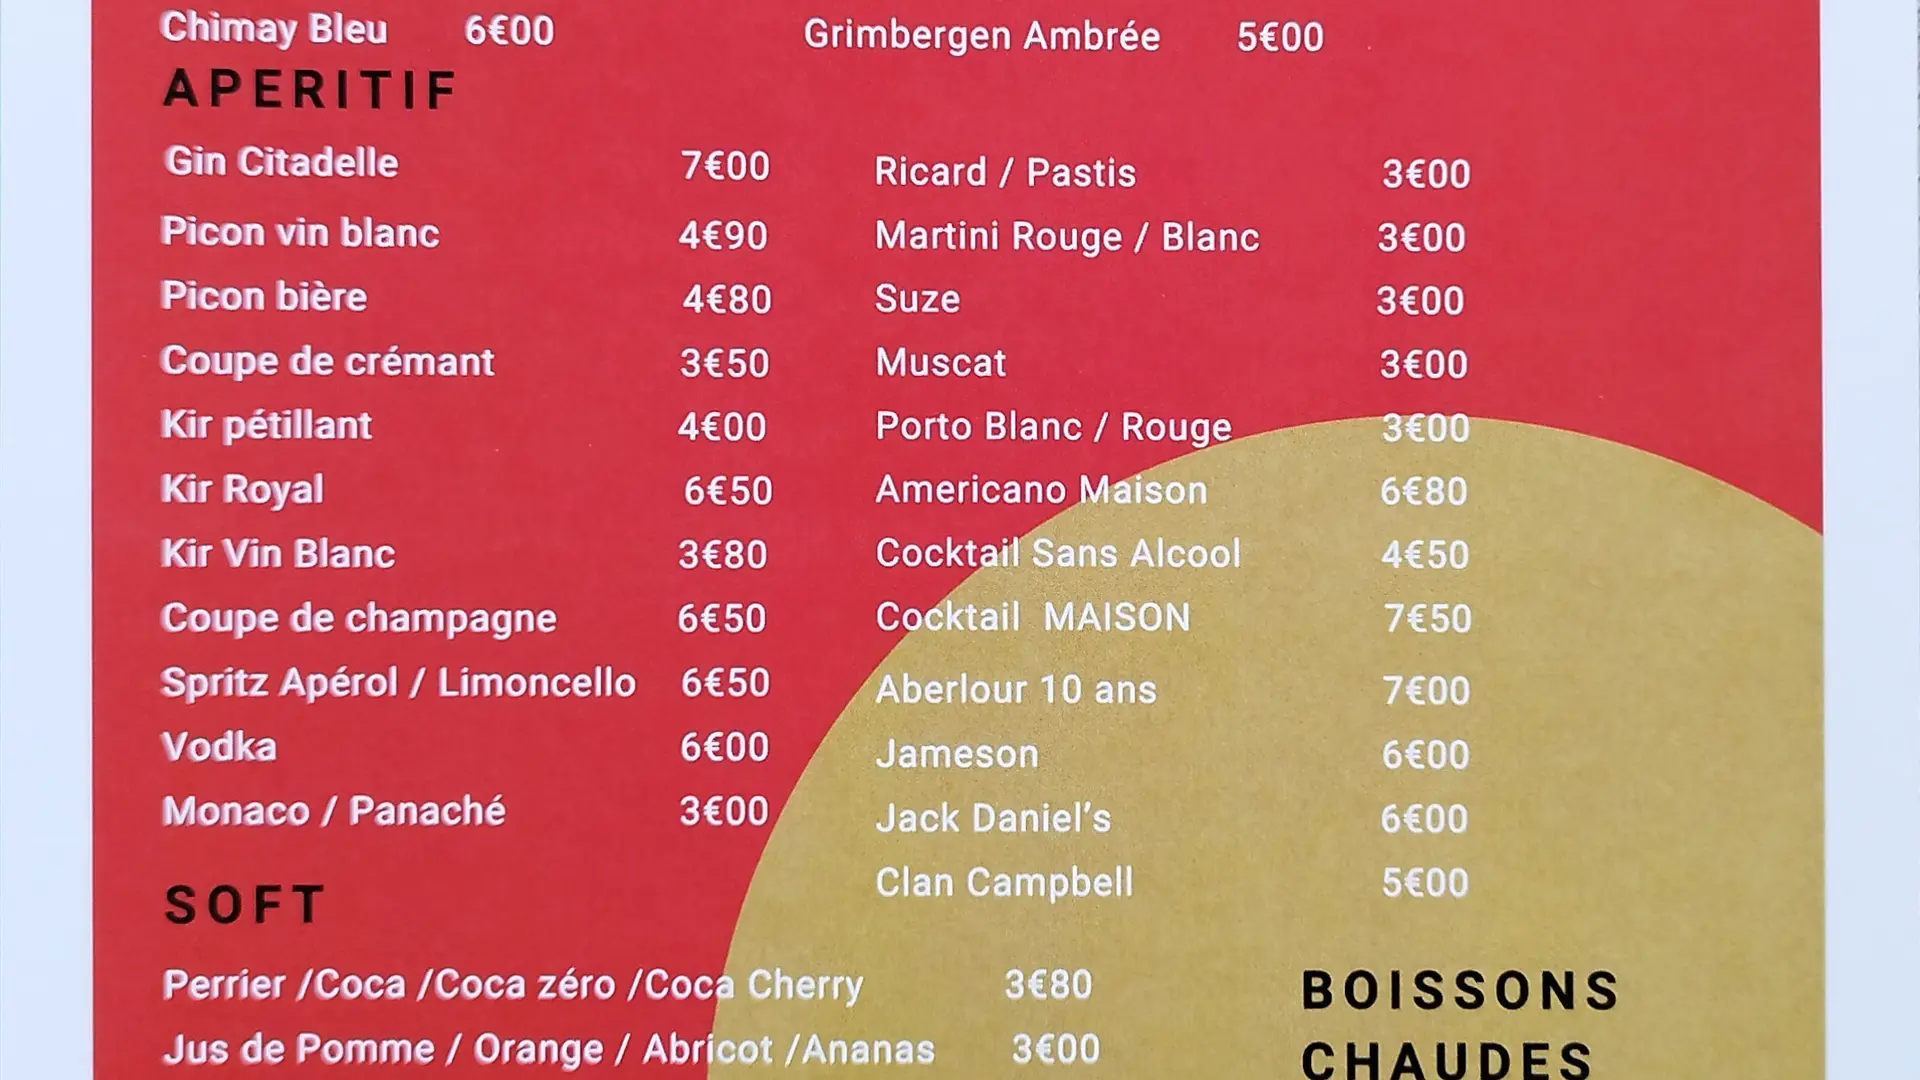 Chimay Bleu 6€00 Grimbergen Ambrée 5€00
APERITIF
Gin Citadelle 7€00
Picon vin blanc 4€90
Picon bière 4€80
Coupe de crémant 3€50
Kir pétillant 4€00
Kir Royal 6€50
Kir Vin Blanc 3€80
Coupe de champagne 6€50
Spritz Apérol / Limoncello 6€50
Vodka 6€00
Monaco / Panaché 3€00
Ricard / Pastis 3€00
Martini Rouge / Blanc 3€00
Suze 3€00
Muscat 3€00
Porto Blanc / Rouge 3€00
Americano Maison 6€80
Cocktail Sans Alcool 4€50
Cocktail MAISON 7€50
Aberlour 10 ans 7€00
Jameson 6€00
Jack Daniel’s 6€00
Clan Campbell 5€00
SOFT
Perrier /Coca /Coca zéro /Coca Cherry 3€80
Jus de Pomme / Orange / Abricot /Ananas 3€00
BOISSONS
CHAUDES